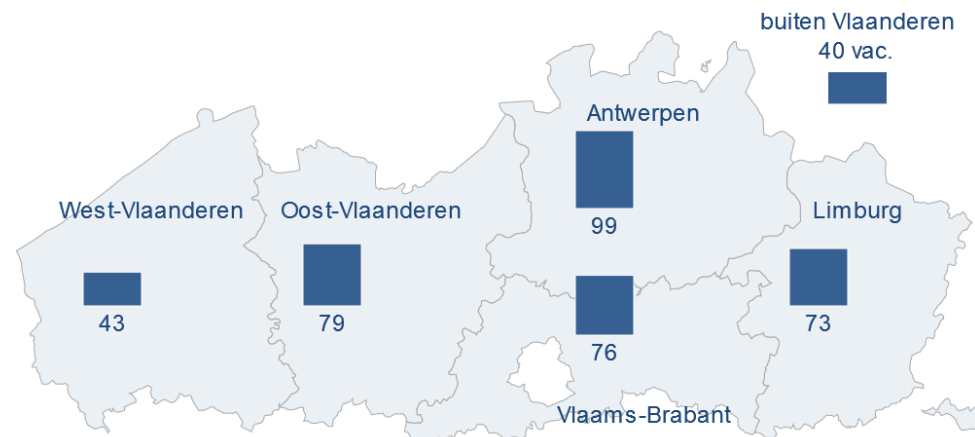 buiten Vlaanderen
40 vac.
Antwerpen
99
West-Vlaanderen
43
Oost-Vlaanderen
79
Limburg
73
76
Vlaams-Brabant